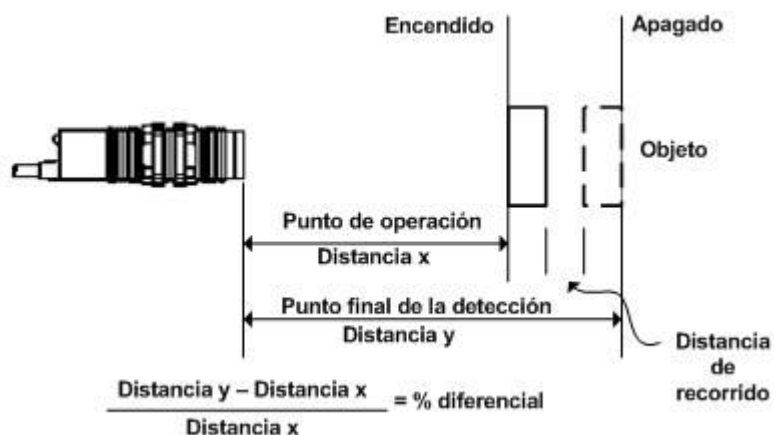 Encendido
Apagado
Objeto
Punto de operación
Distancia x
Punto final de la detección
Distancia y
Distancia
de
recorrido
Distancia y – Distancia x
Distancia x
= % diferencial